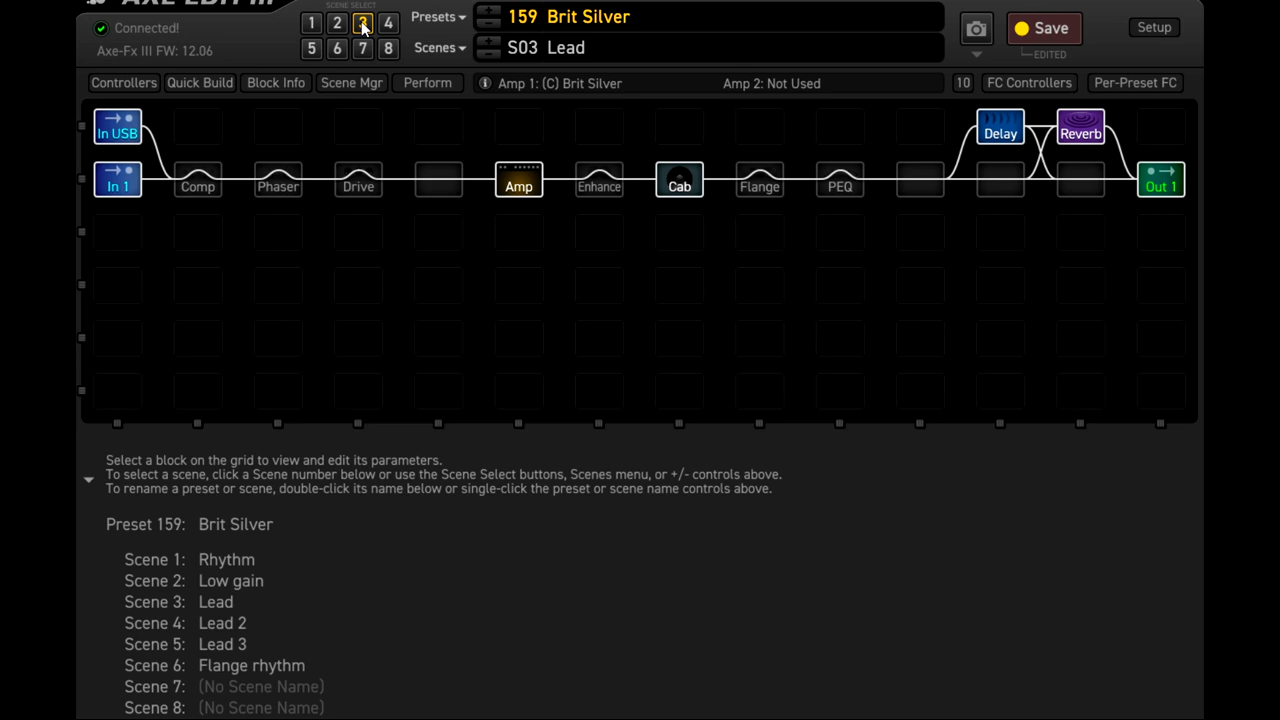 AXE EDIT III
SCENE SELECT
Connected!
Axe-Fx III FW: 12.06
1 2 3 4
5 6 7 8
Presets
Scenes
159 Brit Silver
S03 Lead
Save
EDITED
Setup
Controllers
Quick Build
Block Info
Scene Mgr
Perform
Amp 1: (C) Brit Silver
Amp 2: Not Used
10
FC Controllers
Per-Preset FC
In USB
Delay
Reverb
In 1
Comp
Phaser
Drive
Amp
Enhance
Cab
Flange
PEQ
Out 1
Select a block on the grid to view and edit its parameters.
To select a scene, click a Scene number below or use the Scene Select buttons, Scenes menu, or +/- controls above.
To rename a preset or scene, double-click its name below or single-click the preset or scene name controls above.
Preset 159: Brit Silver
Scene 1: Rhythm
Scene 2: Low gain
Scene 3: Lead
Scene 4: Lead 2
Scene 5: Lead 3
Scene 6: Flange rhythm
Scene 7: (No Scene Name)
Scene 8: (No Scene Name)